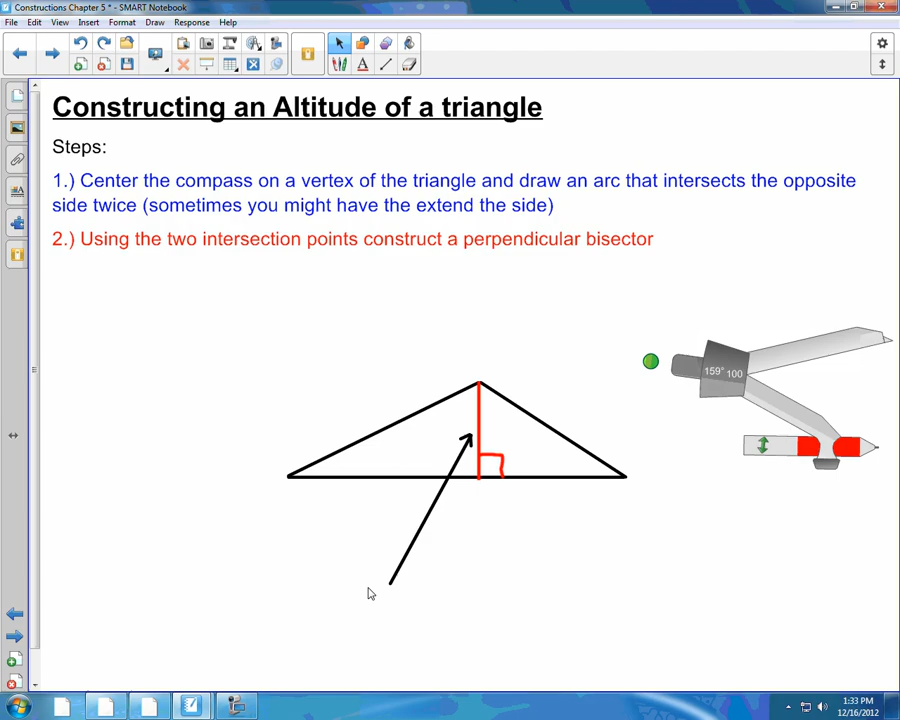 Constructions Chapter 5 * - SMART Notebook
File Edit View Insert Format Draw Response Help
Constructing an Altitude of a triangle
Steps:
1.) Center the compass on a vertex of the triangle and draw an arc that intersects the opposite
side twice (sometimes you might have the extend the side)
2.) Using the two intersection points construct a perpendicular bisector
159° 100
1:33 PM
12/16/2012